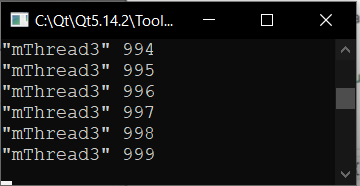 C:\Qt\Qt5.14.2\Tool...
"mThread3" 994
"mThread3" 995
"mThread3" 996
"mThread3" 997
"mThread3" 998
"mThread3" 999